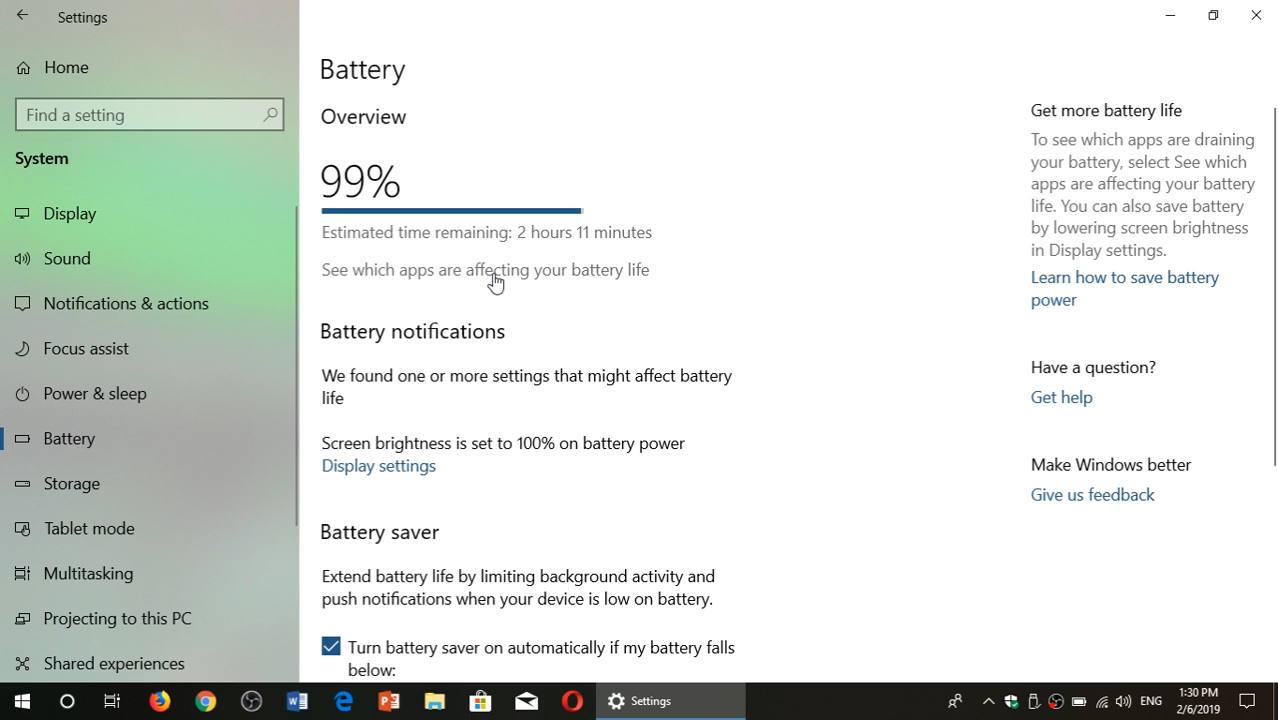 Settings
Home
Find a setting
System
Display
Sound
Notifications & actions
Focus assist
Power & sleep
Battery
Storage
Tablet mode
Multitasking
Projecting to this PC
Shared experiences
Battery
Overview
99%
Estimated time remaining: 2 hours 11 minutes
See which apps are affecting your battery life
Battery notifications
We found one or more settings that might affect battery
life
Screen brightness is set to 100% on battery power
Display settings
Battery saver
Extend battery life by limiting background activity and
push notifications when your device is low on battery.
Turn battery saver on automatically if my battery falls
below:
Get more battery life
To see which apps are draining
your battery, select See which
apps are affecting your battery
life. You can also save battery
by lowering screen brightness
in Display settings.
Learn how to save battery
power
Have a question?
Get help
Make Windows better
Give us feedback
Settings
ENG
1:30 PM
2/6/2019